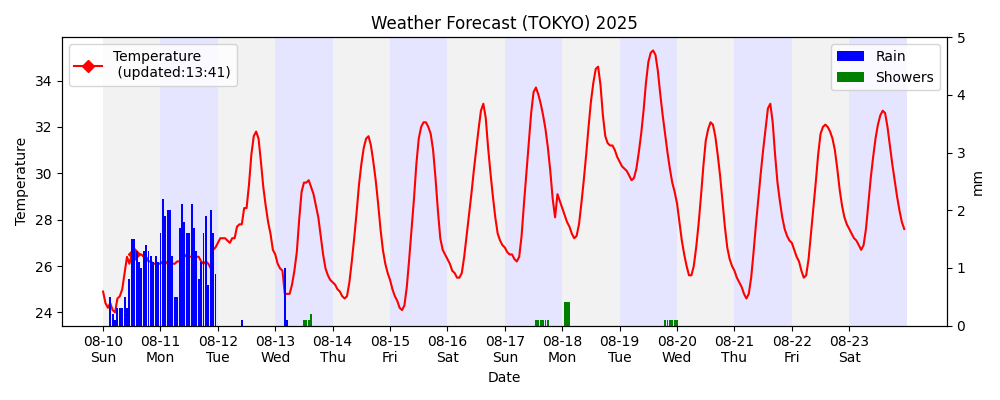 Weather Forecast (TOKYO) 2025
Temperature
(updated:13:41)
Rain
Showers
Temperature
34
32
30
28
26
24
5
4
3
2
1
0
mm
08-10 08-11 08-12 08-13 08-14 08-15 08-16 08-17 08-18 08-19 08-20 08-21 08-22 08-23
Sun Mon Tue Wed Thu Fri Sat Sun Mon Tue Wed Thu Fri Sat
Date